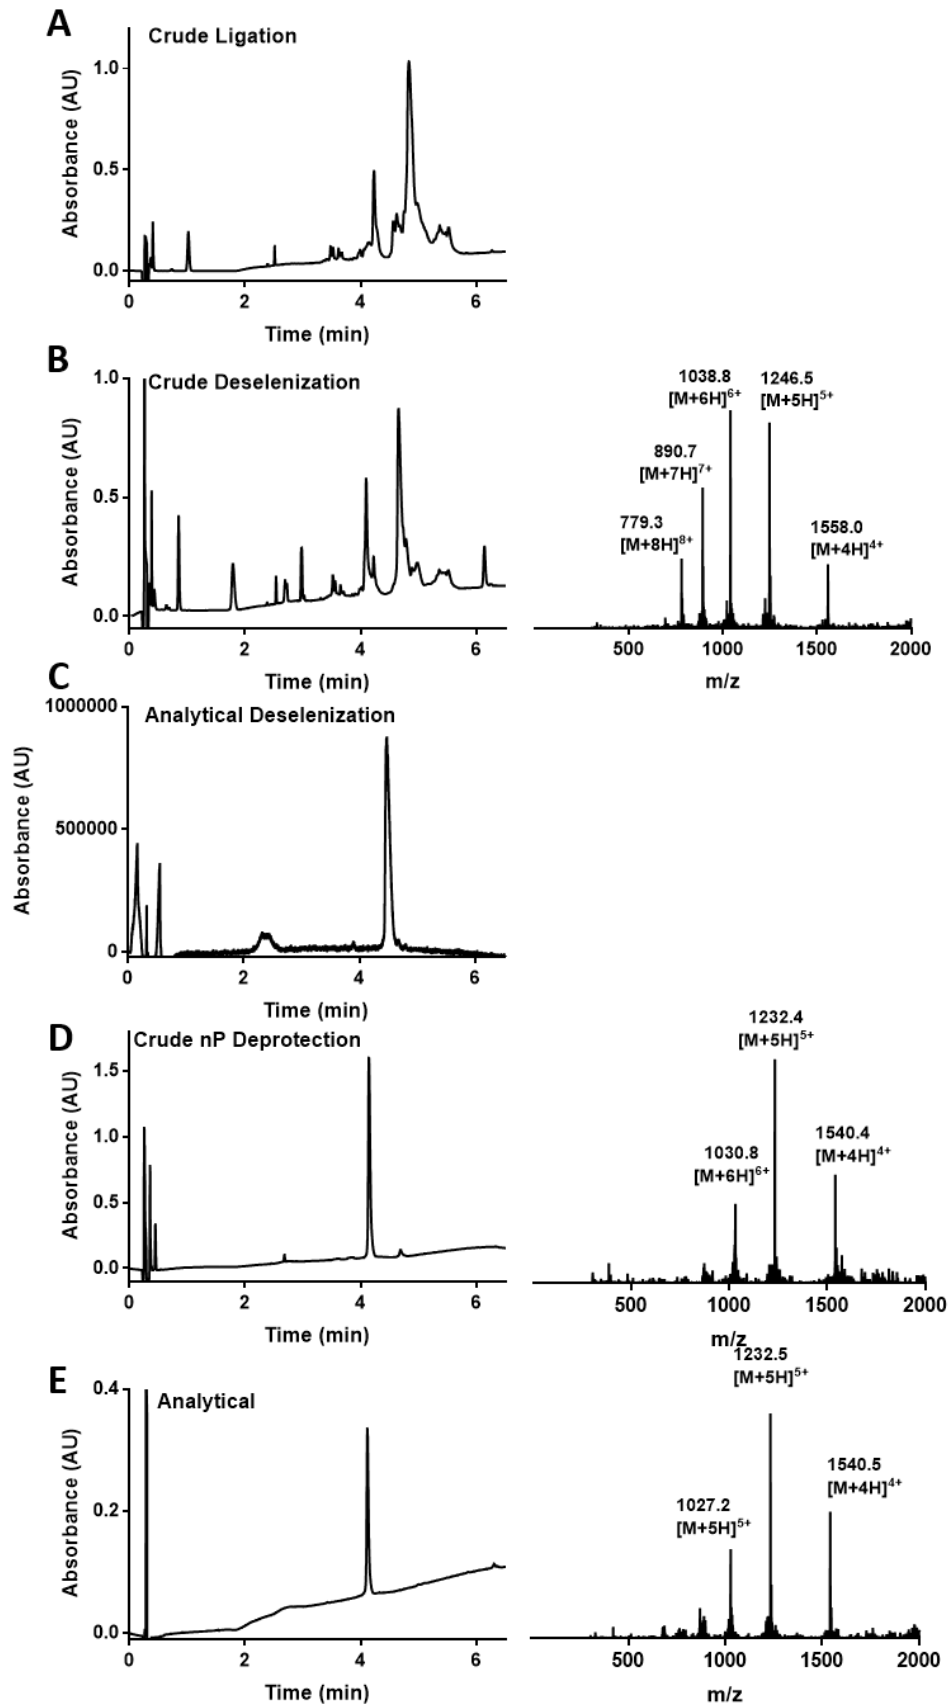 A
Crude Ligation
Absorbance (AU)
1.0
0.5
0.0
0 2 4 6
Time (min)
B
Crude Deselenization
Absorbance (AU)
1.0
0.5
0.0
0 2 4 6
Time (min)
1038.8
[M+6H]6+
1246.5
[M+5H]5+
890.7
[M+7H]7+
779.3
[M+8H]8+
1558.0
[M+4H]4+
500 1000 1500 2000
m/z
C
Analytical Deselenization
Absorbance (AU)
1000000
500000
0
0 2 4 6
Time (min)
D
Crude nP Deprotection
Absorbance (AU)
1.5
1.0
0.5
0.0
0 2 4 6
Time (min)
1232.4
[M+5H]5+
1030.8
[M+6H]6+
1540.4
[M+4H]4+
500 1000 1500 2000
m/z
E
Analytical
Absorbance (AU)
0.4
0.2
0.0
0 2 4 6
Time (min)
1232.5
[M+5H]5+
1027.2
[M+5H]5+
1540.5
[M+4H]4+
500 1000 1500 2000
m/z